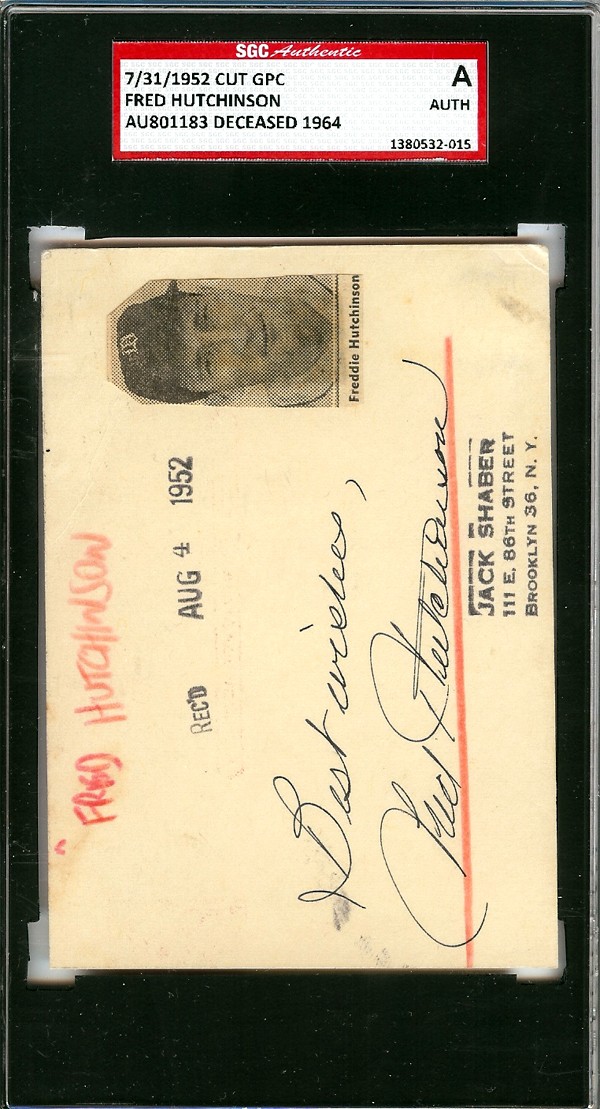 SGC Authentic
7/31/1952 CUT GPC
FRED HUTCHINSON
AU801183 DECEASED 1964
A
AUTH
1380532-015
Freddie Hutchinson
FRED HUTCHINSON
REC'D AUG 4 1952
Best wishes,
Fred Hutchinson
JACK SHABER
111 E. 86TH STREET
BROOKLYN 36, N. Y.